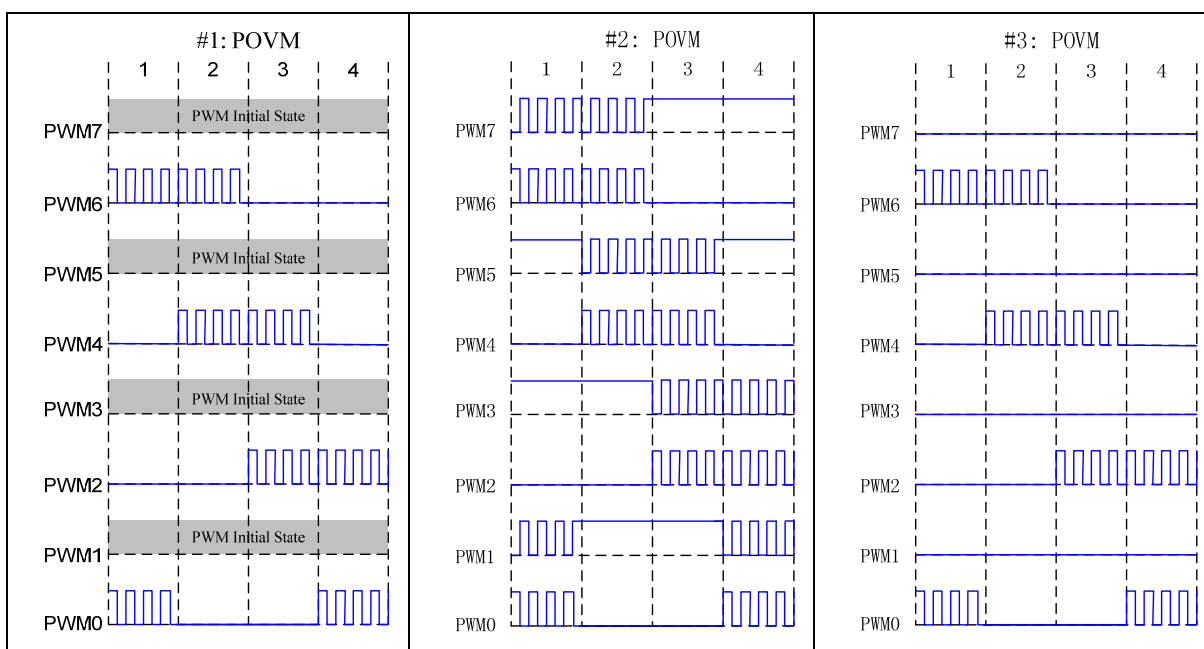 #1: POVM
1 2 3 4
PWM7 PWM Initial State
PWM6
PWM5 PWM Initial State
PWM4
PWM3 PWM Initial State
PWM2
PWM1 PWM Initial State
PWM0
#2: POVM
1 2 3 4
PWM7
PWM6
PWM5
PWM4
PWM3
PWM2
PWM1
PWM0
#3: POVM
1 2 3 4
PWM7
PWM6
PWM5
PWM4
PWM3
PWM2
PWM1
PWM0